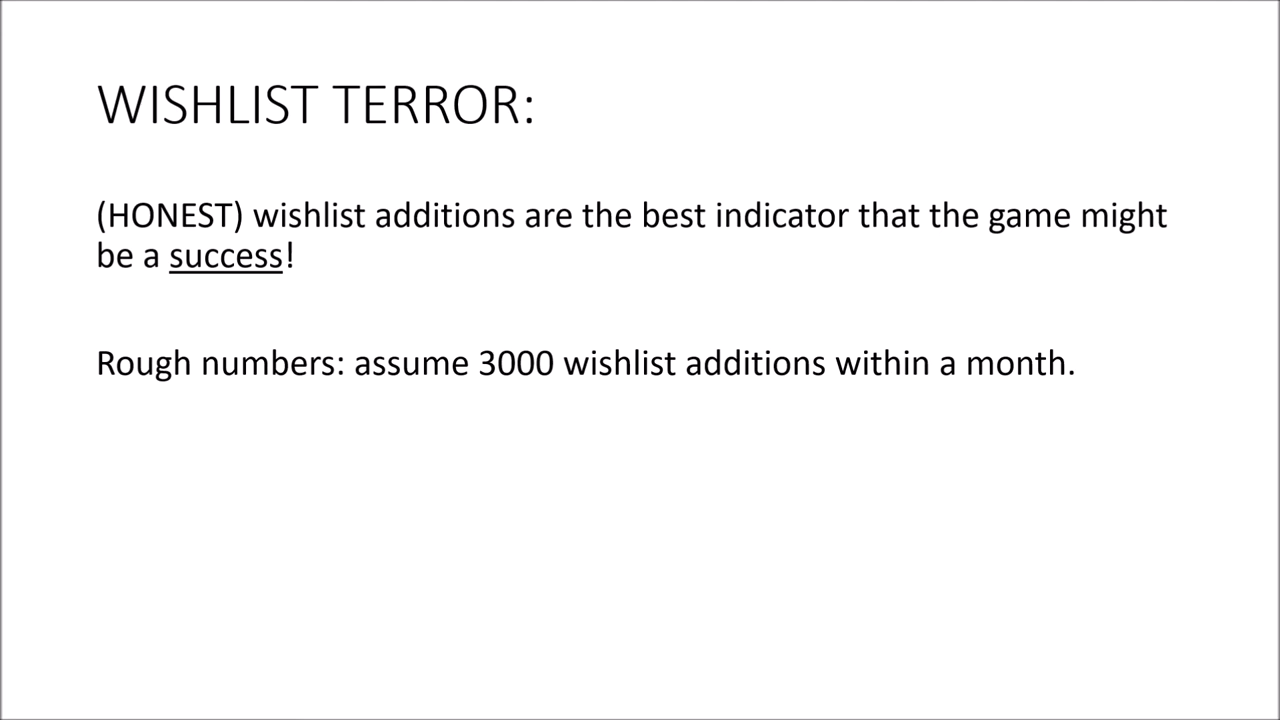 WISHLIST TERROR:
(HONEST) wishlist additions are the best indicator that the game might
be a success!
Rough numbers: assume 3000 wishlist additions within a month.